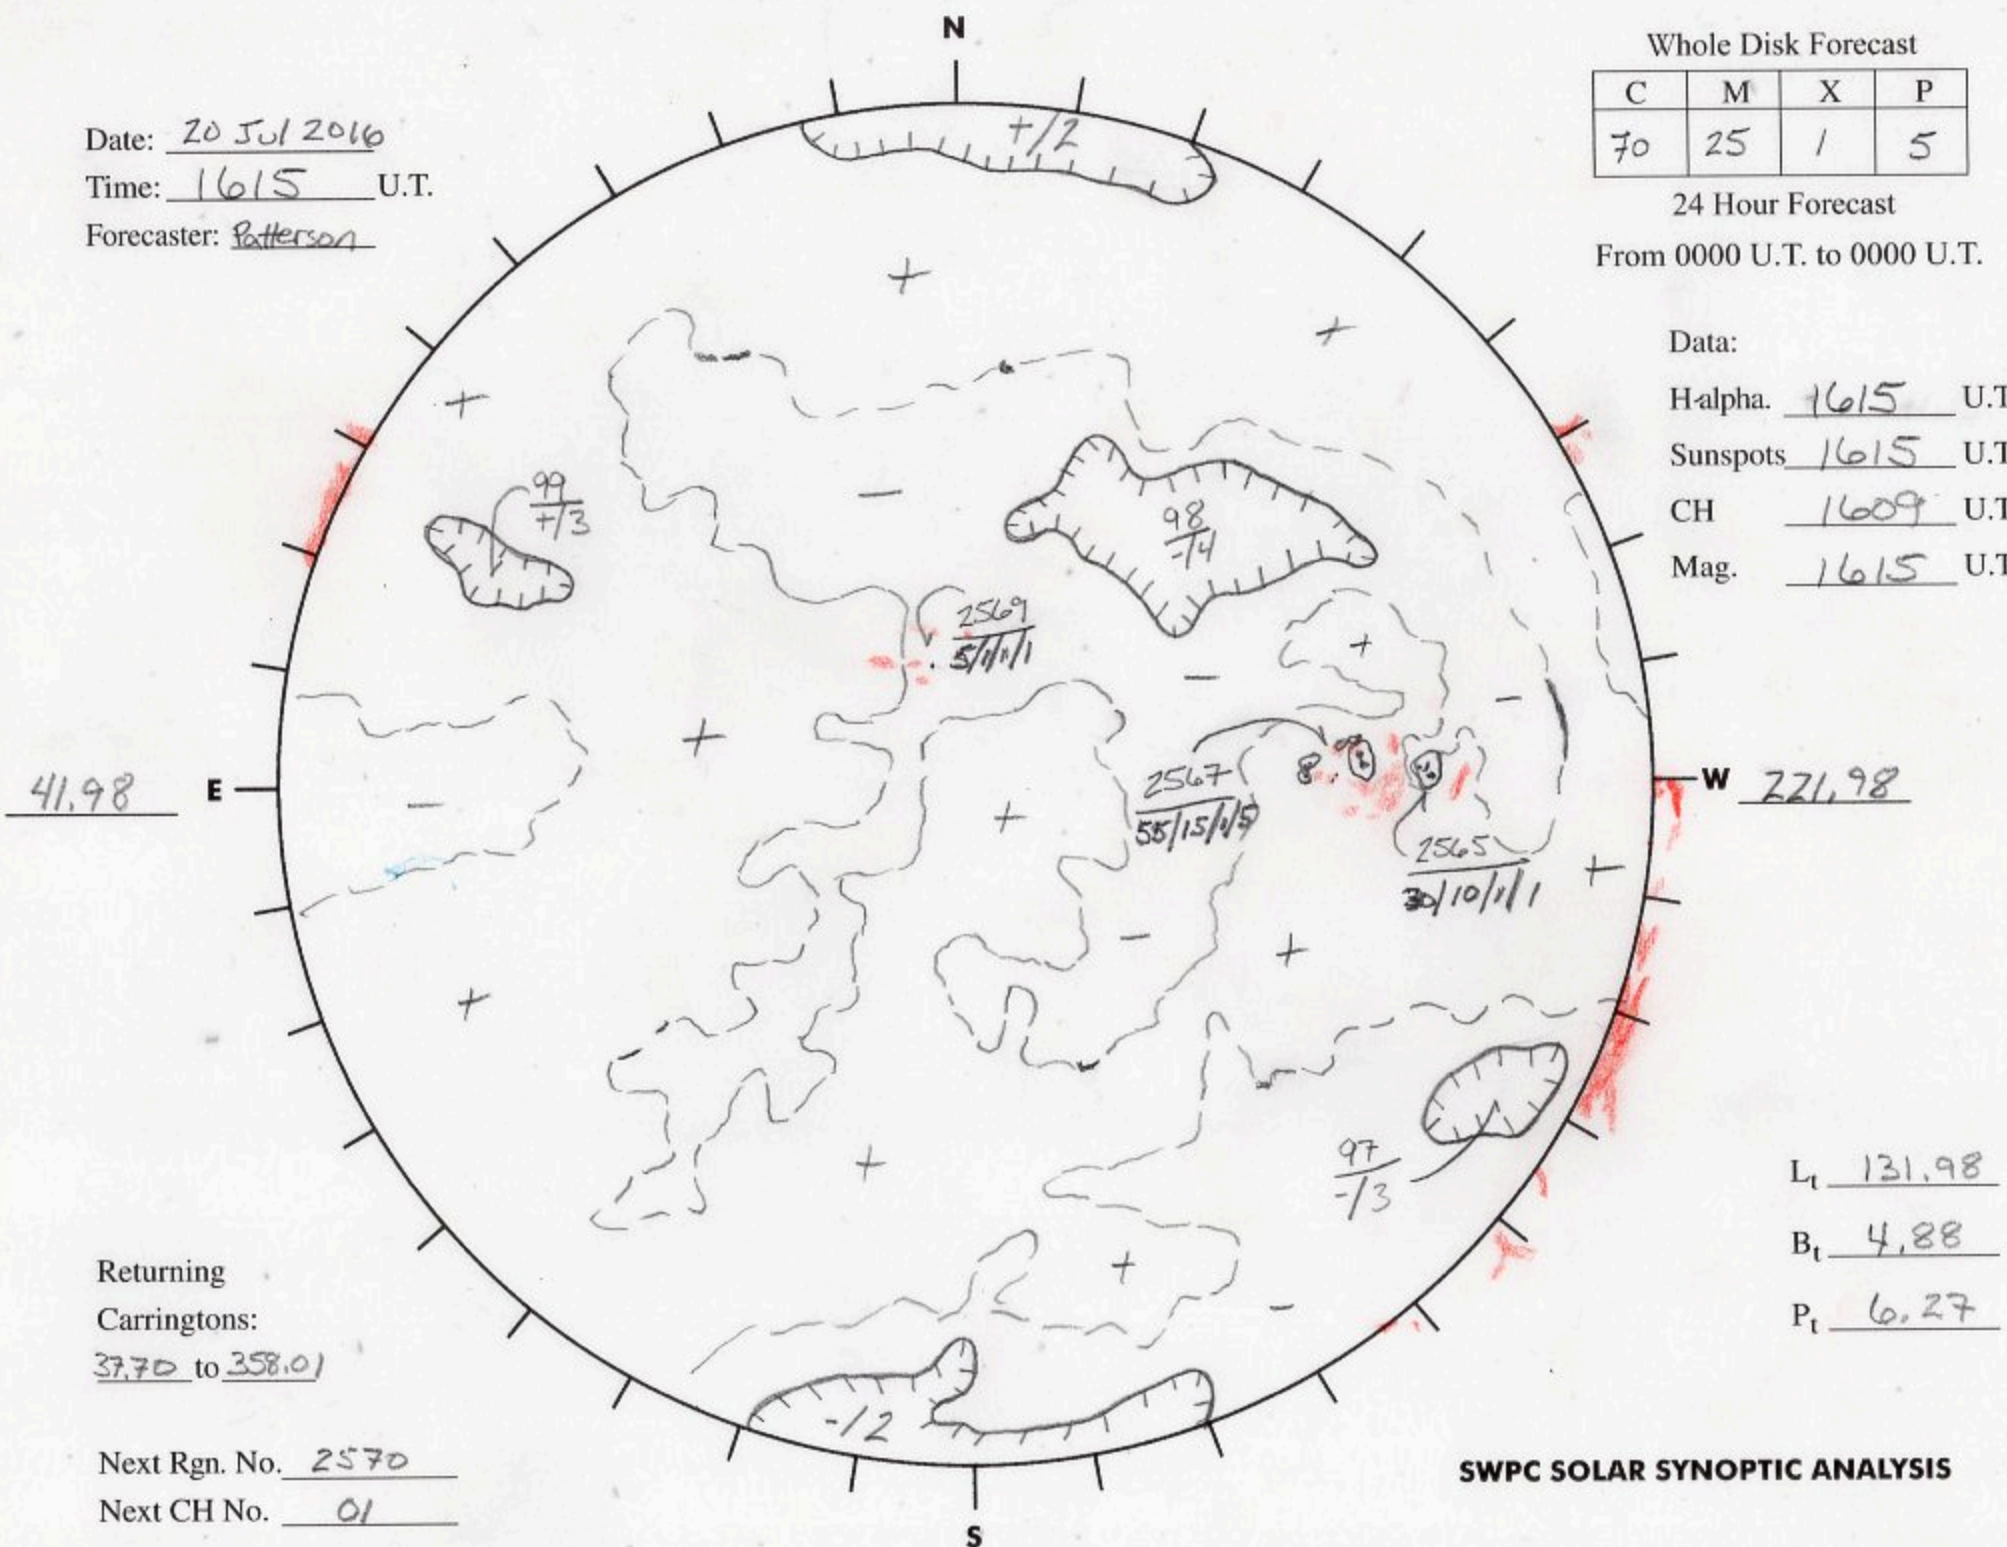 N
Whole Disk Forecast
C M X P
70 25 1 5
24 Hour Forecast
From 0000 U.T. to 0000 U.T.
Date: 20 Jul 2016
Time: 1615 U.T.
Forecaster: Patterson
Data:
H-alpha. 1615 U.T
Sunspots 1615 U.T
CH 1609 U.T
Mag. 1615 U.T
+/2
+
+
+
99
+/3
−
98
-/4
2569
5/1/1/1
+
−
−
+
41.98 E
W 221.98
−
+
2567
55/15/1/5
2565
30/10/1/1
+
−
+
+
+
97
-/3
+
−
-/2
Lt 131.98
Bt 4.88
Pt 6.27
Returning
Carringtons:
37.70 to 358.01
Next Rgn. No. 2570
Next CH No. 01
SWPC SOLAR SYNOPTIC ANALYSIS
S